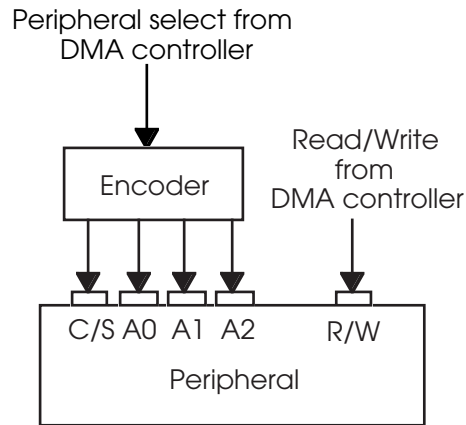 Peripheral select from
DMA controller
Read/Write
from
DMA controller
Encoder
C/S A0 A1 A2 R/W
Peripheral